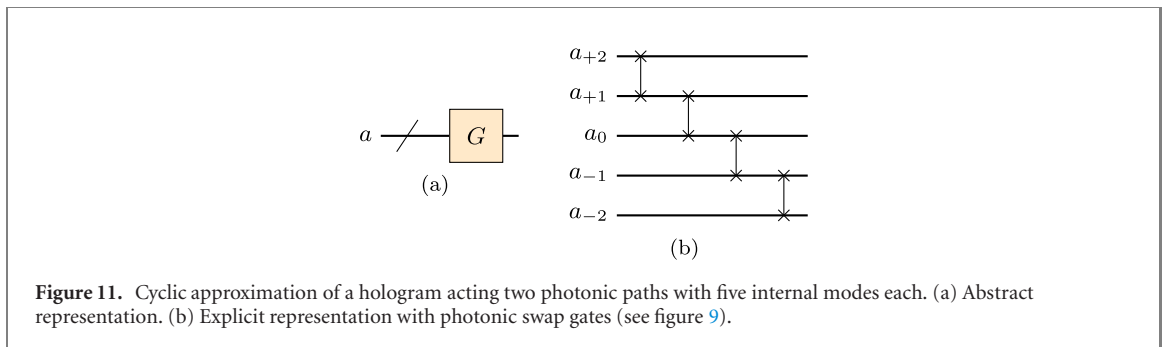 a₊₂
a₊₁
a₀
a₋₁
a₋₂
a
G
(a)
(b)
Figure 11. Cyclic approximation of a hologram acting two photonic paths with five internal modes each. (a) Abstract
representation. (b) Explicit representation with photonic swap gates (see figure 9).